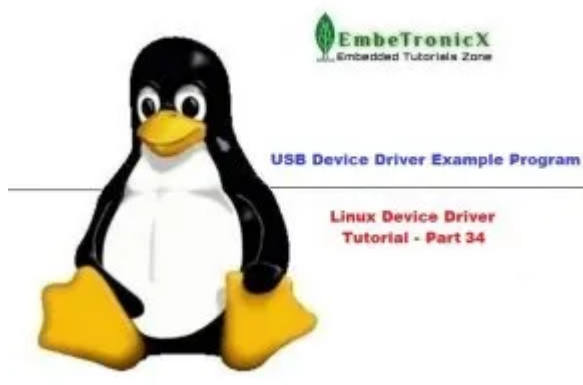 EmbeTronicX
Embedded Tutorials Zone
USB Device Driver Example Program
Linux Device Driver
Tutorial - Part 34